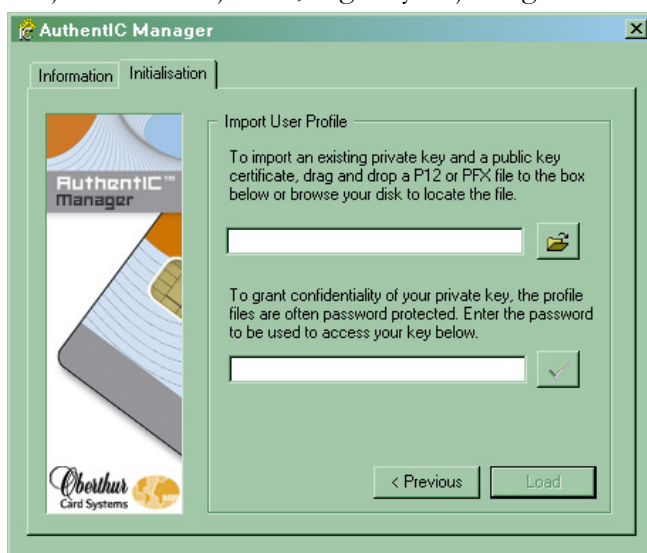 AuthentIC Manager
Information
Initialisation
AuthentIC™
Manager
Import User Profile
To import an existing private key and a public key
certificate, drag and drop a P12 or PFX file to the box
below or browse your disk to locate the file.
To grant confidentiality of your private key, the profile
files are often password protected. Enter the password
to be used to access your key below.
Oberthur
Card Systems
< Previous
Load